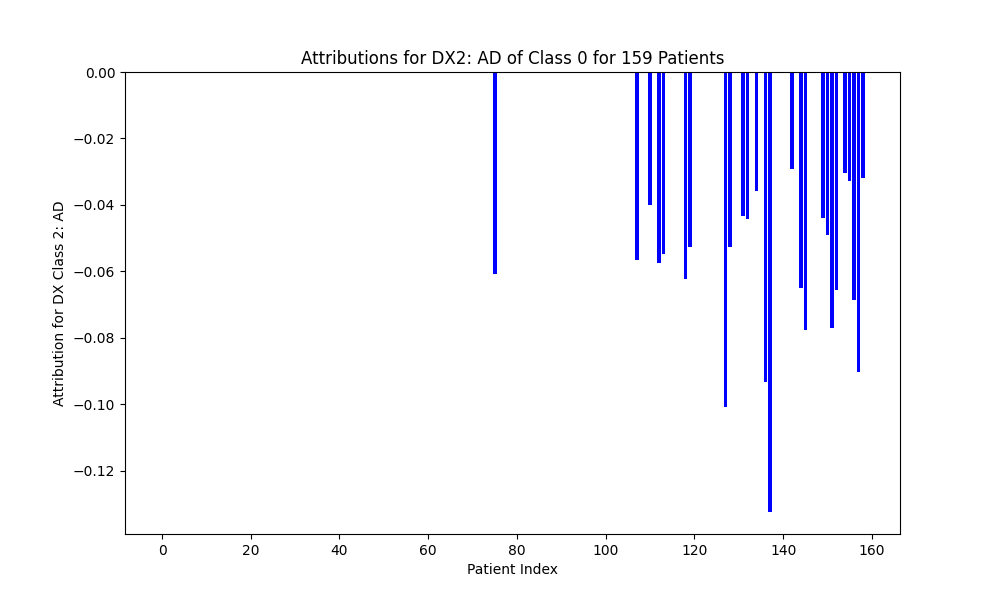 Attributions for DX2: AD of Class 0 for 159 Patients
Attribution for DX Class 2: AD
0.00
−0.02
−0.04
−0.06
−0.08
−0.10
−0.12
0 20 40 60 80 100 120 140 160
Patient Index